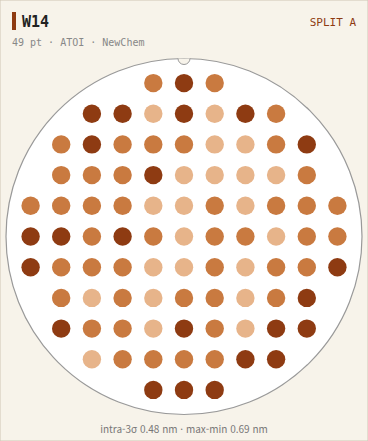 W14
SPLIT A
49 pt · ATOI · NewChem
intra-3σ 0.48 nm · max-min 0.69 nm